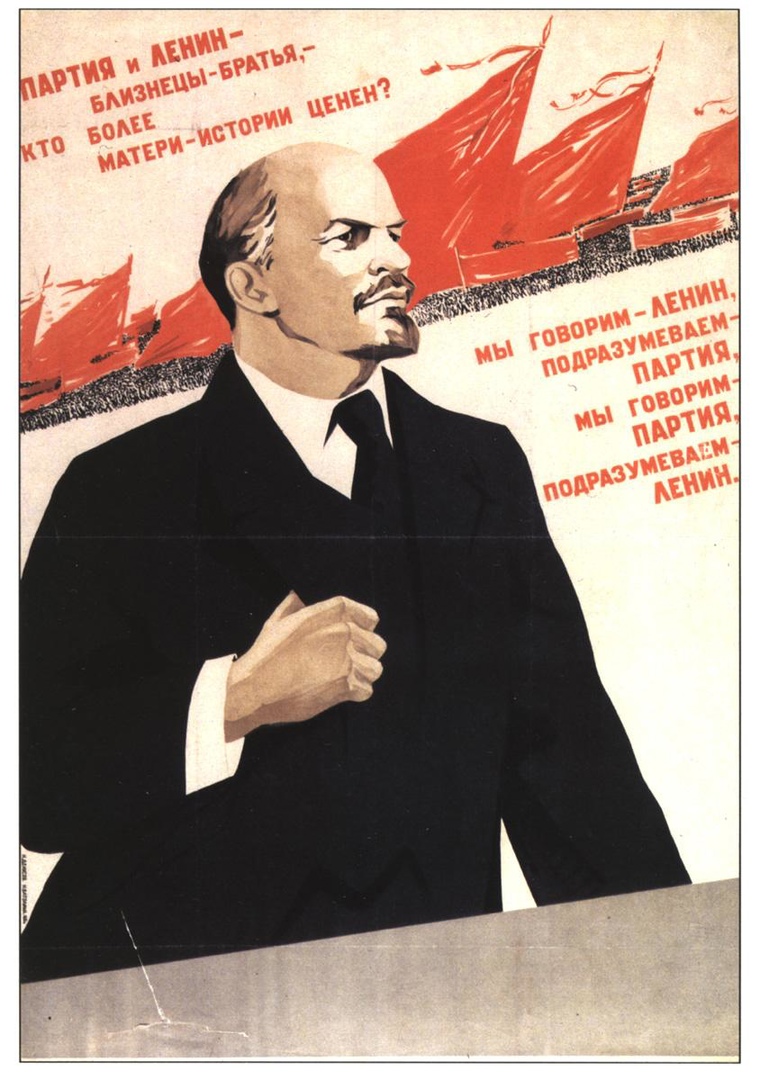 ПАРТИЯ и ЛЕНИН–
БЛИЗНЕЦЫ-БРАТЬЯ,–
КТО БОЛЕЕ
МАТЕРИ-ИСТОРИИ ЦЕНЕН?
МЫ ГОВОРИМ–ЛЕНИН,
ПОДРАЗУМЕВАЕМ–
ПАРТИЯ,
МЫ ГОВОРИМ–
ПАРТИЯ,
ПОДРАЗУМЕВАЕМ–
ЛЕНИН.